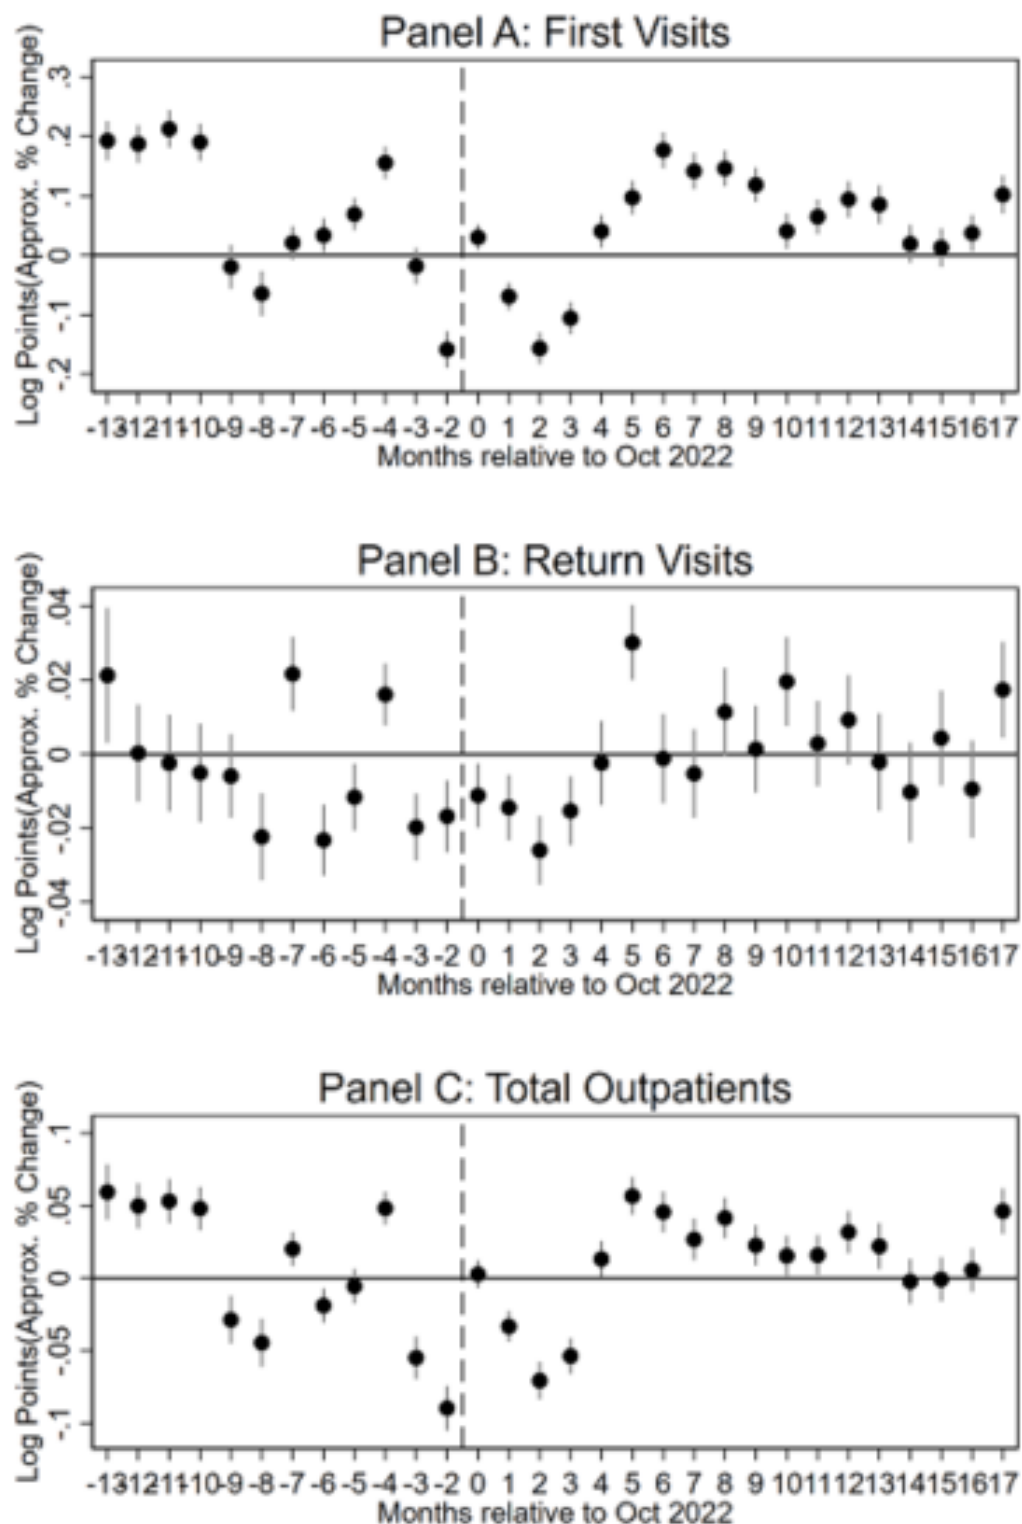 Panel A: First Visits
Log Points(Approx. % Change)
.3
.2
.1
0
-.1
-.2
-13 -12 -11 -10 -9 -8 -7 -6 -5 -4 -3 -2 0 1 2 3 4 5 6 7 8 9 10 11 12 13 14 15 16 17
Months relative to Oct 2022
Panel B: Return Visits
Log Points(Approx. % Change)
.04
.02
0
-.02
-.04
-13 -12 -11 -10 -9 -8 -7 -6 -5 -4 -3 -2 0 1 2 3 4 5 6 7 8 9 10 11 12 13 14 15 16 17
Months relative to Oct 2022
Panel C: Total Outpatients
Log Points(Approx. % Change)
.1
.05
0
-.05
-.1
-13 -12 -11 -10 -9 -8 -7 -6 -5 -4 -3 -2 0 1 2 3 4 5 6 7 8 9 10 11 12 13 14 15 16 17
Months relative to Oct 2022